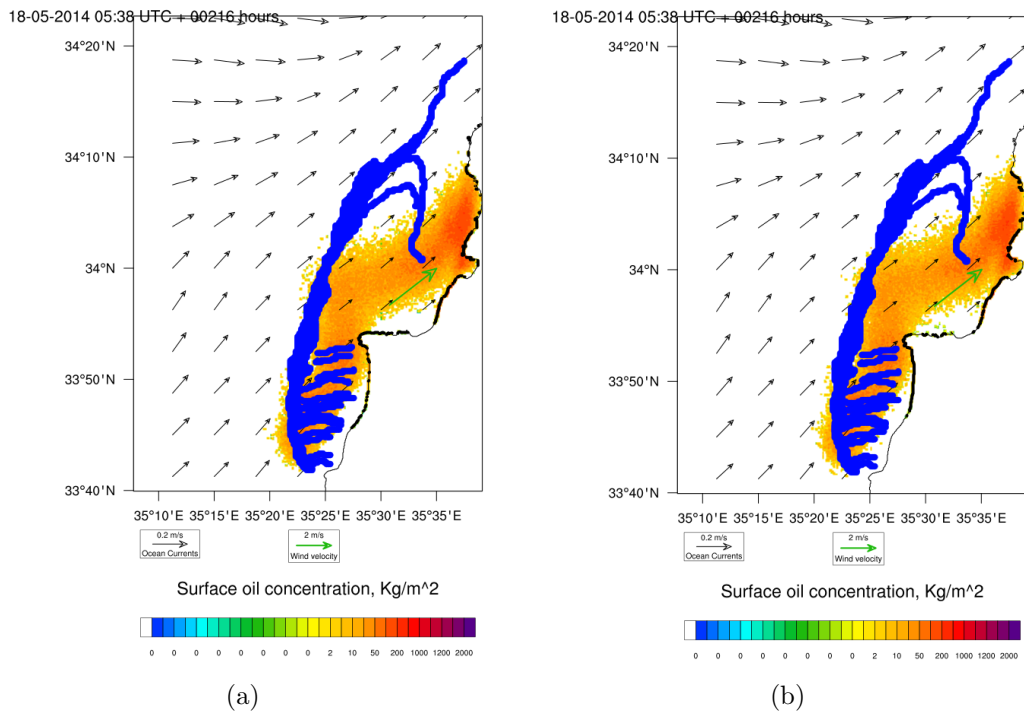 18-05-2014 05:38 UTC + 00216 hours
34°20'N
34°10'N
34°N
33°50'N
33°40'N
35°10'E 35°15'E 35°20'E 35°25'E 35°30'E 35°35'E
0.2 m/s
Ocean Currents
2 m/s
Wind velocity
Surface oil concentration, Kg/m^2
0 0 0 0 0 0 0 0 2 10 50 200 1000 1200 2000
(a)
18-05-2014 05:38 UTC + 00216 hours
34°20'N
34°10'N
34°N
33°50'N
33°40'N
35°10'E 35°15'E 35°20'E 35°25'E 35°30'E 35°35'E
0.2 m/s
Ocean Currents
2 m/s
Wind velocity
Surface oil concentration, Kg/m^2
0 0 0 0 0 0 0 0 2 10 50 200 1000 1200 2000
(b)